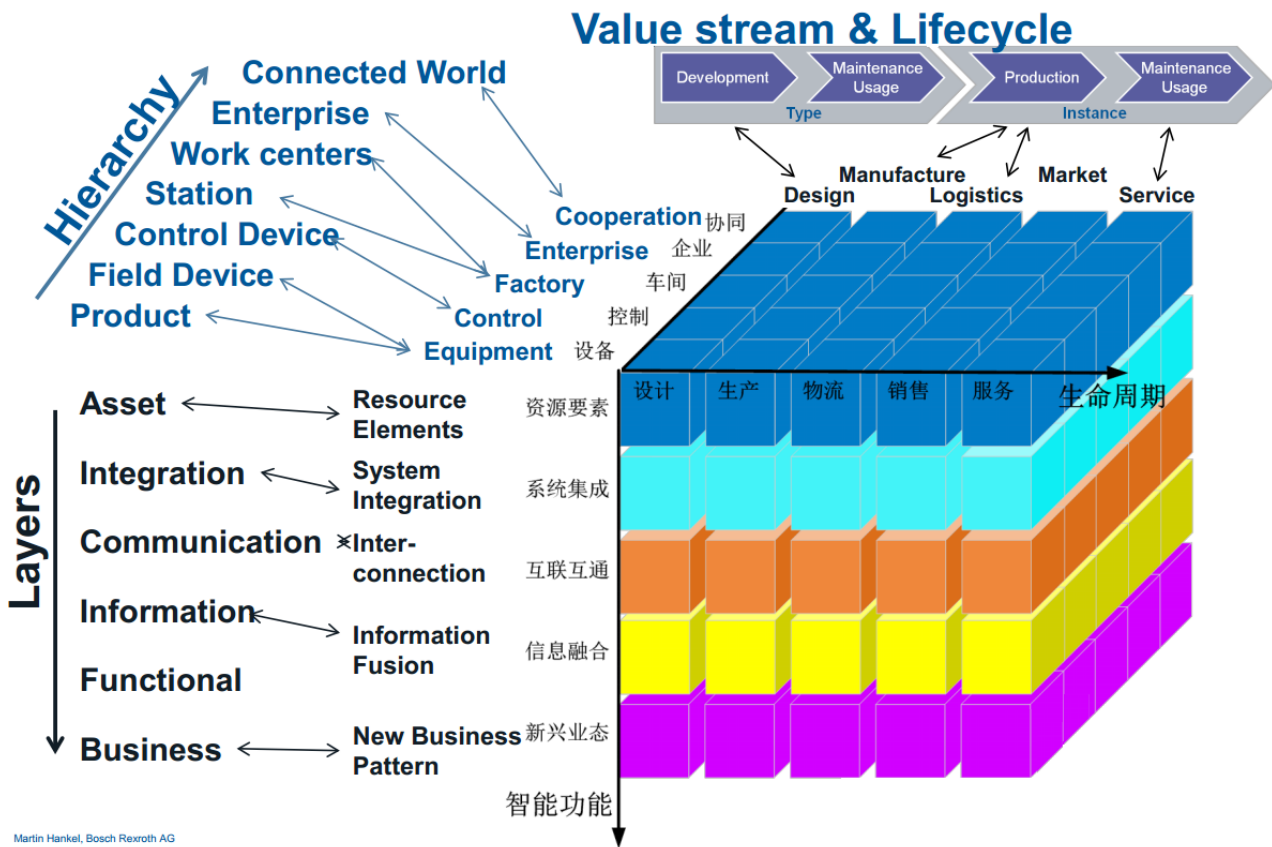 Value stream & Lifecycle
Development
Maintenance
Usage
Production
Maintenance
Usage
Type
Instance
Hierarchy
Connected World
Enterprise
Work centers
Station
Control Device
Field Device
Product
Cooperation
Enterprise
Factory
Control
Equipment
协同
企业
车间
控制
设备
Design
Manufacture
Logistics
Market
Service
设计
生产
物流
销售
服务
生命周期
Layers
Asset
Integration
Communication
Information
Functional
Business
Resource
Elements
System
Integration
Inter-
connection
Information
Fusion
New Business
Pattern
资源要素
系统集成
互联互通
信息融合
新兴业态
智能功能
Martin Hankel, Bosch Rexroth AG